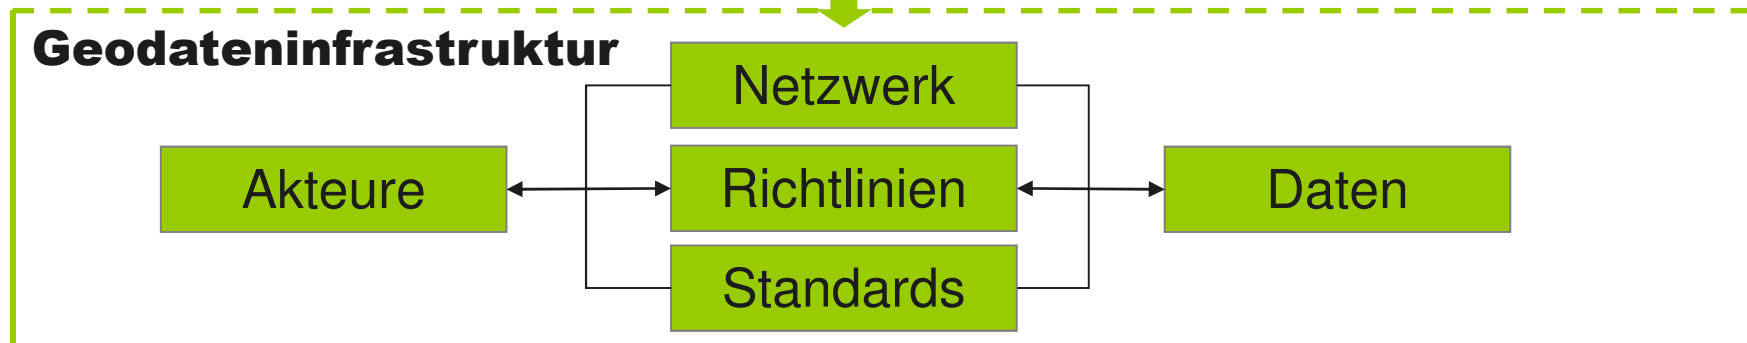 Geodateninfrastruktur
Netzwerk
Akteure
Richtlinien
Daten
Standards